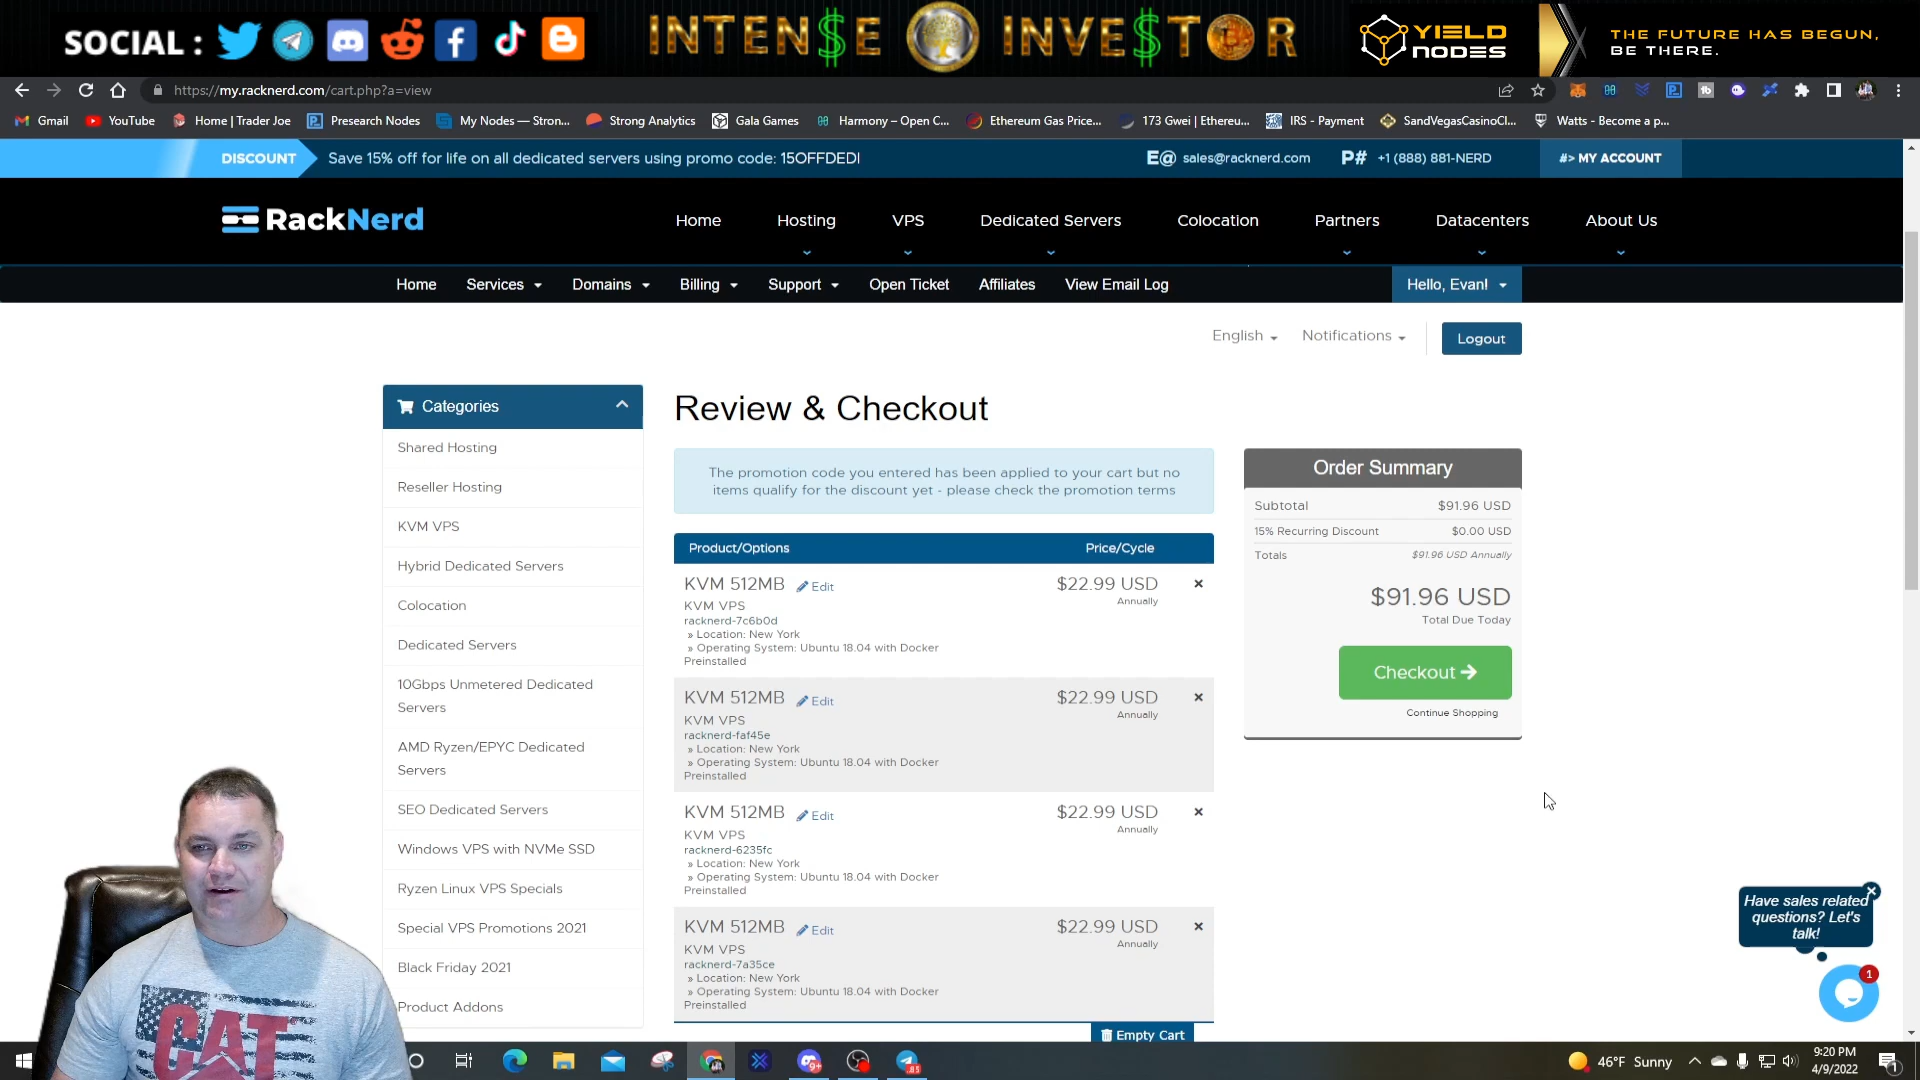 SOCIAL :
INTEN$E INVE$TOR
YIELD NODES
THE FUTURE HAS BEGUN,
BE THERE.
https://my.racknerd.com/cart.php?a=view
Gmail YouTube Home | Trader Joe Presearch Nodes My Nodes — Stron... Strong Analytics Gala Games Harmony – Open C... Ethereum Gas Price... 173 Gwei | Ethereu... IRS - Payment SandVegasCasinoCl... Watts - Become a p...
DISCOUNT Save 15% off for life on all dedicated servers using promo code: 15OFFDEDI E@ sales@racknerd.com P# +1 (888) 881-NERD #> MY ACCOUNT
RackNerd Home Hosting VPS Dedicated Servers Colocation Partners Datacenters About Us
Home Services Domains Billing Support Open Ticket Affiliates View Email Log Hello, Evan!
English Notifications Logout
Categories
Shared Hosting
Reseller Hosting
KVM VPS
Hybrid Dedicated Servers
Colocation
Dedicated Servers
10Gbps Unmetered Dedicated
Servers
AMD Ryzen/EPYC Dedicated
Servers
SEO Dedicated Servers
Windows VPS with NVMe SSD
Ryzen Linux VPS Specials
Special VPS Promotions 2021
Black Friday 2021
Product Addons
Review & Checkout
The promotion code you entered has been applied to your cart but no
items qualify for the discount yet - please check the promotion terms
Product/Options Price/Cycle
KVM 512MB Edit $22.99 USD
KVM VPS Annually
racknerd-7c6b0d
» Location: New York
» Operating System: Ubuntu 18.04 with Docker
Preinstalled
KVM 512MB Edit $22.99 USD
KVM VPS Annually
racknerd-faf45e
» Location: New York
» Operating System: Ubuntu 18.04 with Docker
Preinstalled
KVM 512MB Edit $22.99 USD
KVM VPS Annually
racknerd-6235fc
» Location: New York
» Operating System: Ubuntu 18.04 with Docker
Preinstalled
KVM 512MB Edit $22.99 USD
KVM VPS Annually
racknerd-7a35ce
» Location: New York
» Operating System: Ubuntu 18.04 with Docker
Preinstalled
Empty Cart
Order Summary
Subtotal $91.96 USD
15% Recurring Discount $0.00 USD
Totals $91.96 USD Annually
$91.96 USD
Total Due Today
Checkout
Continue Shopping
Have sales related
questions? Let's
talk!
1
CAT
9+
85
46°F Sunny
9:20 PM
4/9/2022
1